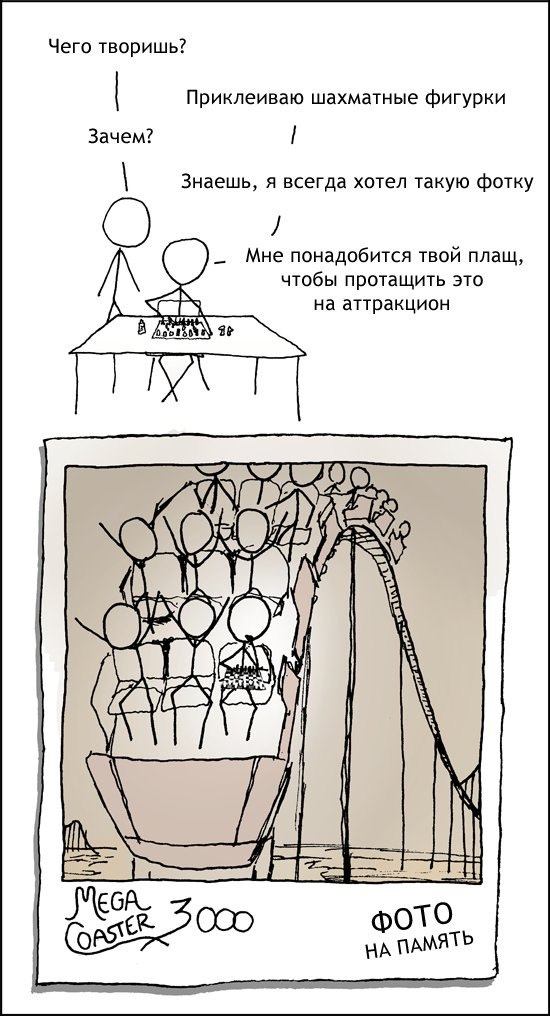 Чего творишь?
Приклеиваю шахматные фигурки
Зачем?
Знаешь, я всегда хотел такую фотку
Мне понадобится твой плащ,
чтобы протащить это
на аттракцион
MEGA
COASTER 3000
ФОТО
НА ПАМЯТЬ